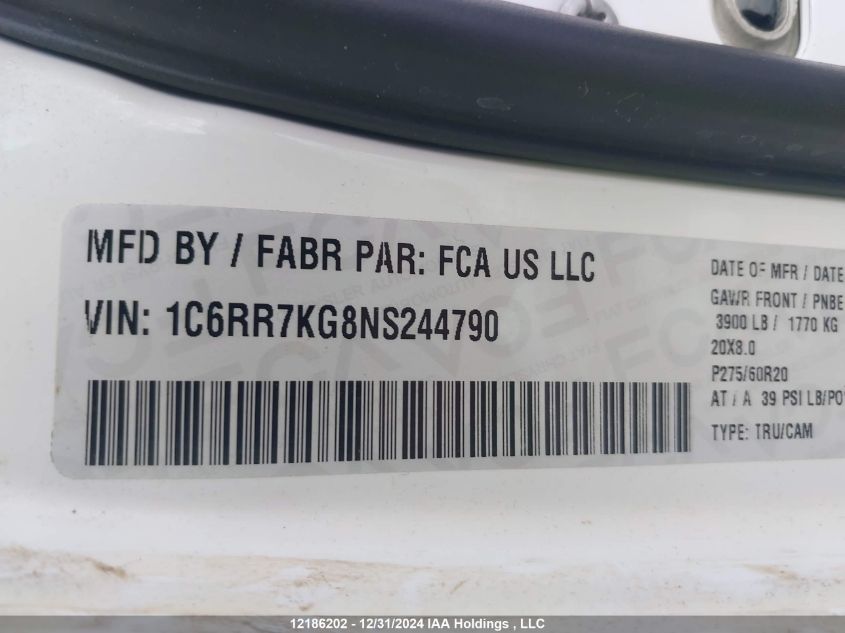 MFD BY / FABR PAR: FCA US LLC
VIN: 1C6RR7KG8NS244790
DATE OF MFR / DATE
GAWR FRONT / PNBE
3900 LB / 1770 KG
20X8.0
P275/60R20
AT / A 39 PSI LB/PO
TYPE: TRU/CAM
12186202 - 12/31/2024 IAA Holdings , LLC